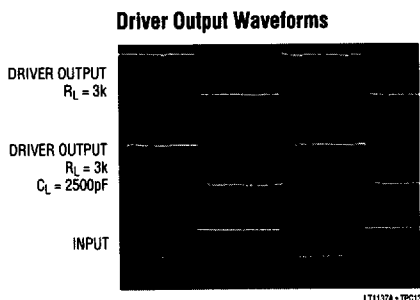 Driver Output Waveforms
DRIVER OUTPUT
RL = 3k
DRIVER OUTPUT
RL = 3k
CL = 2500pF
INPUT